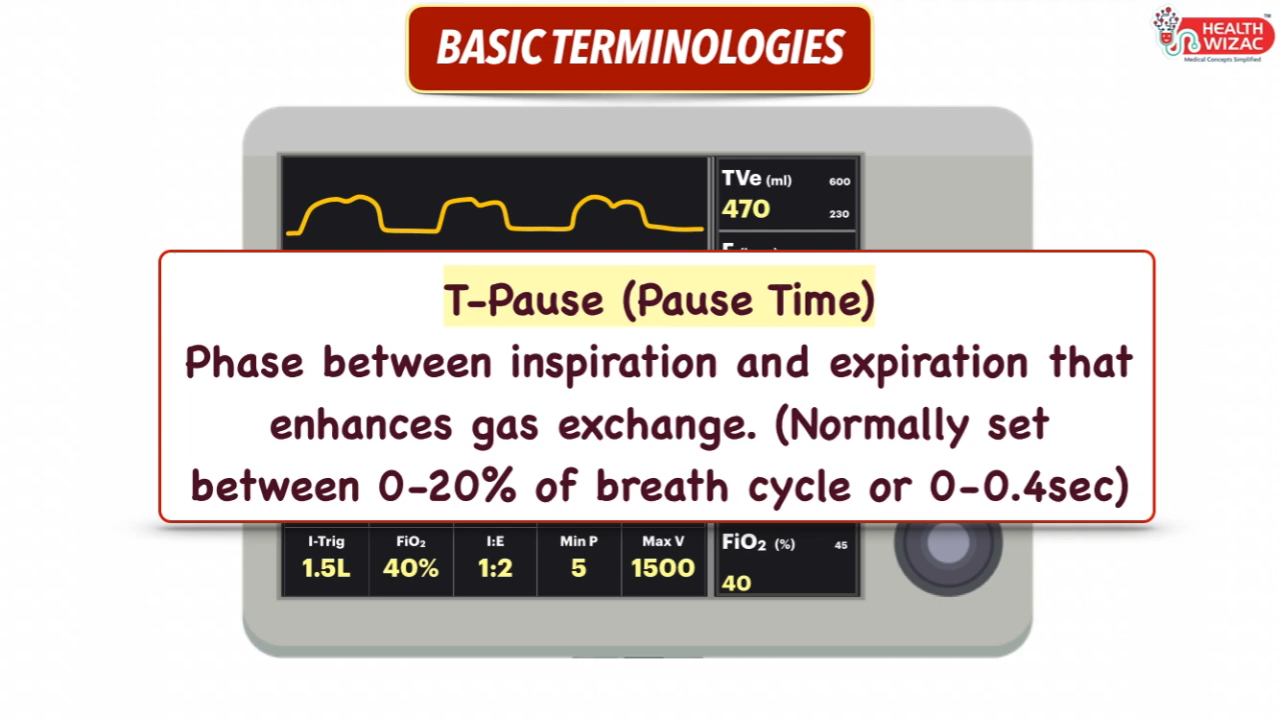 BASIC TERMINOLOGIES
HEALTH
WIZAC
™
Medical Concepts Simplified
TVe (ml) 600
470 230
T-Pause (Pause Time)
Phase between inspiration and expiration that
enhances gas exchange. (Normally set
between 0-20% of breath cycle or 0-0.4sec)
I-Trig FiO₂ I:E Min P Max V
1.5L 40% 1:2 5 1500
FiO₂ (%) 45
40